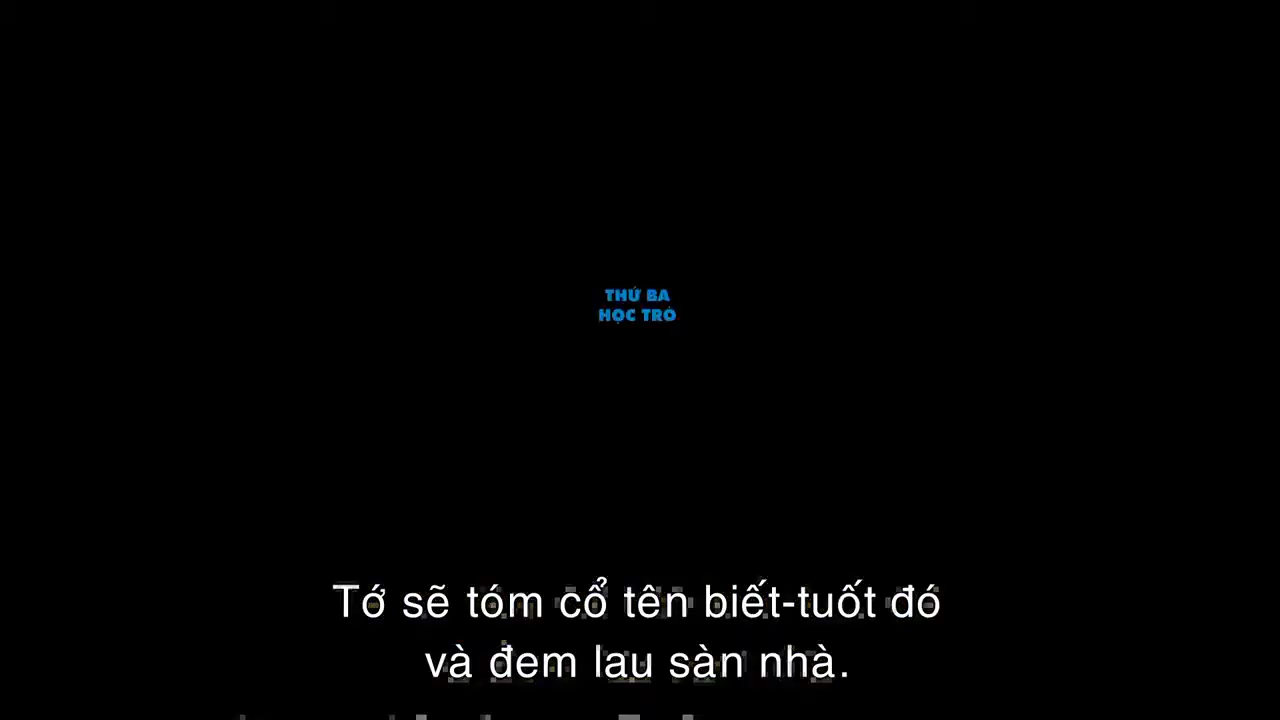 THỨ BA
HỌC TRÒ
Tớ sẽ tóm cổ tên biết-tuốt đó
và đem lau sàn nhà.